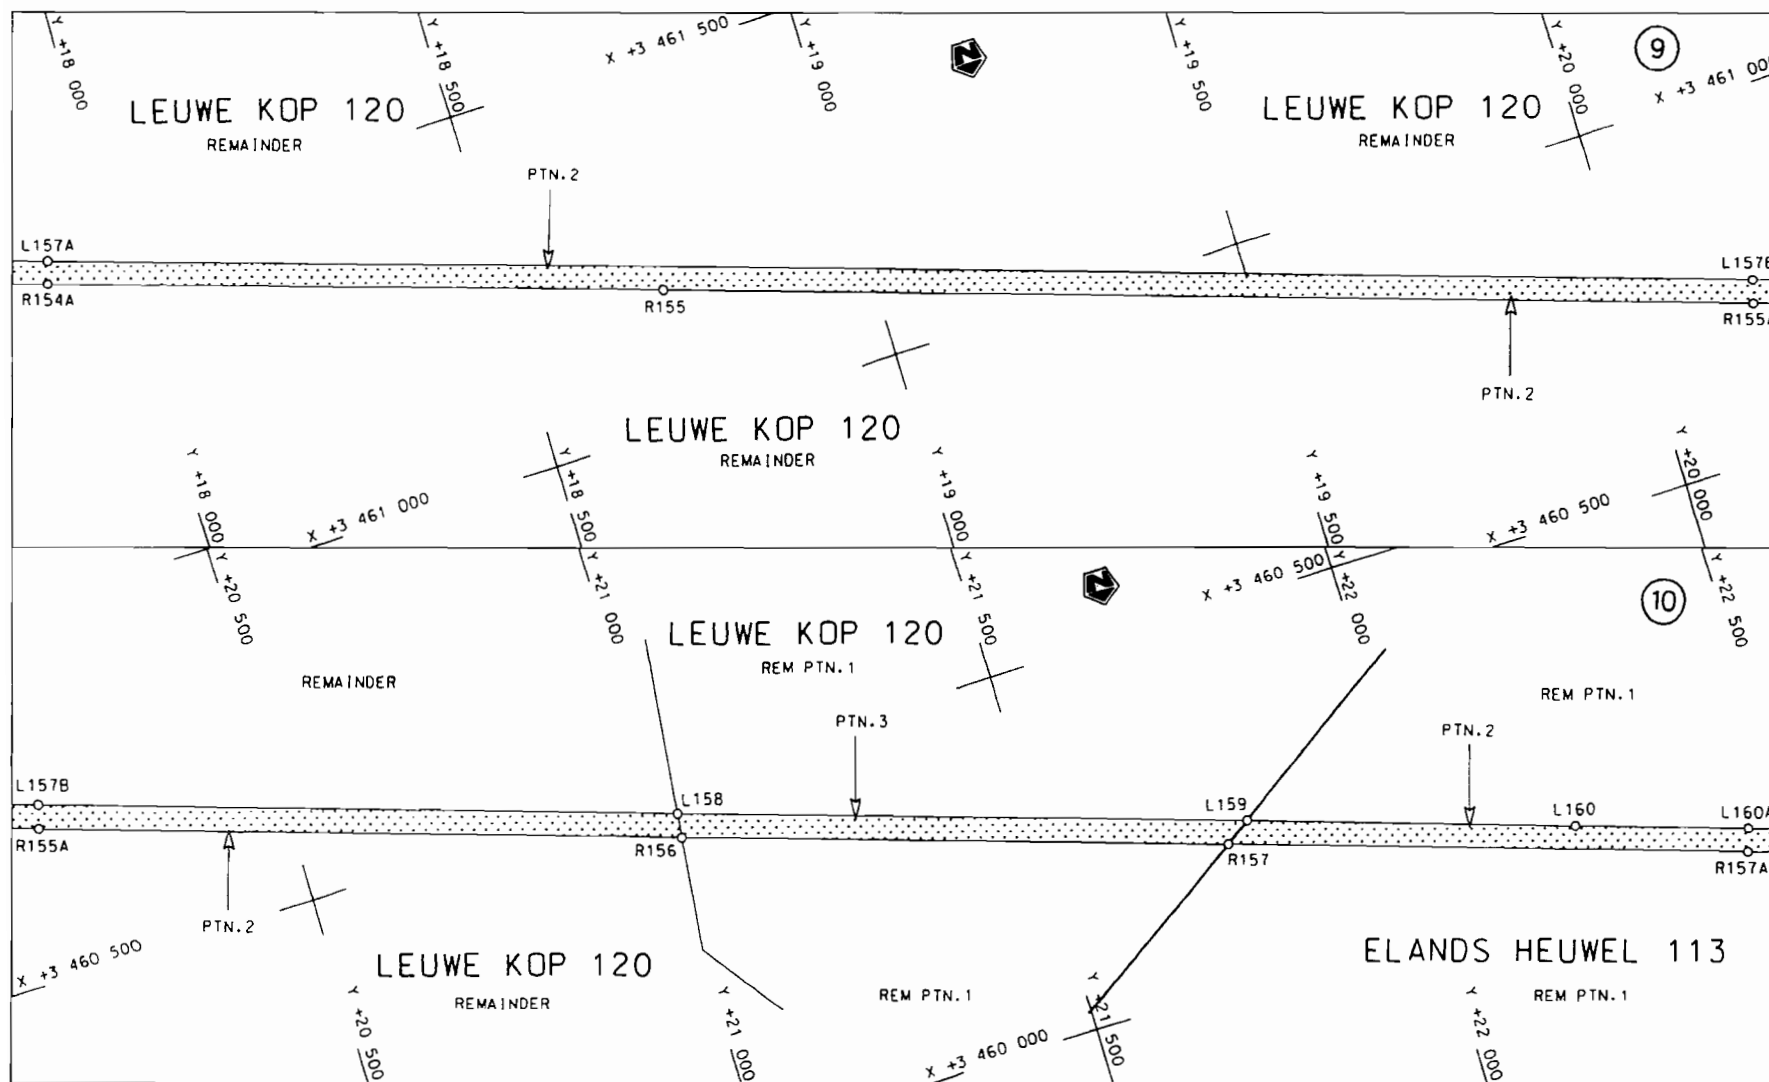 Y +18 000
Y +18 500
X +3 461 500
Y +19 000
N
Y +19 500
Y +20 000
9
X +3 461 00
LEUWE KOP 120
REMAINDER
LEUWE KOP 120
REMAINDER
PTN.2
L157A
L157B
R154A
R155
R155A
PTN.2
LEUWE KOP 120
REMAINDER
Y +18 000
X +3 461 000
Y +18 500
Y +19 000
Y +19 500
X +3 460 500
Y +20 000
Y +20 500
Y +21 000
Y +21 500
X +3 460 500
Y +22 000
Y +22 500
N
10
LEUWE KOP 120
REM PTN.1
REMAINDER
REM PTN.1
PTN.3
PTN.2
L157B
L158
L159
L160
L160A
R155A
R156
R157
R157A
PTN.2
X +3 460 500
LEUWE KOP 120
REMAINDER
ELANDS HEUWEL 113
REM PTN.1
REM PTN.1
Y +20 500
Y +21 000
X +3 460 000
Y +21 500
Y +22 000